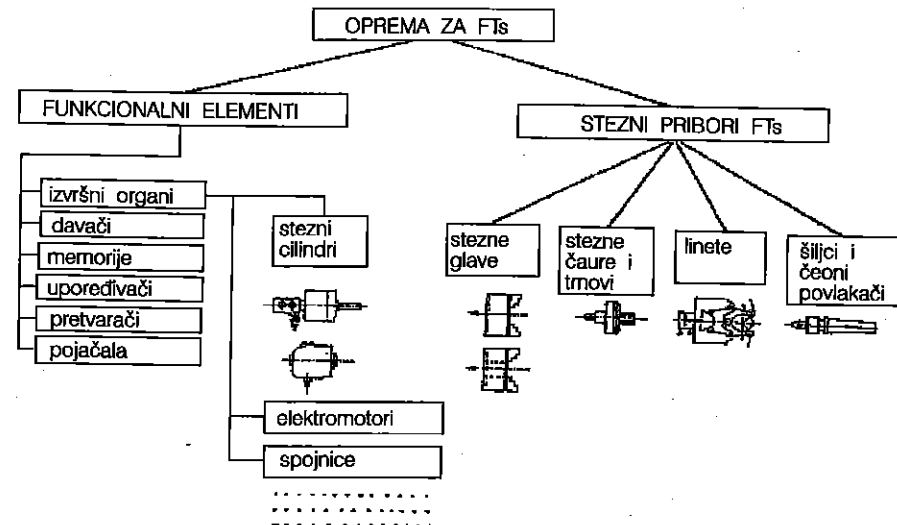 OPREMA ZA FTs
FUNKCIONALNI ELEMENTI
STEZNI PRIBORI FTs
izvršni organi
davači
memorije
upoređivači
pretvarači
pojačala
stezni
cilindri
elektromotori
spojnice
stezne
glave
stezne
čaure i
trnovi
linete
šiljci i
čeoni
povlakači